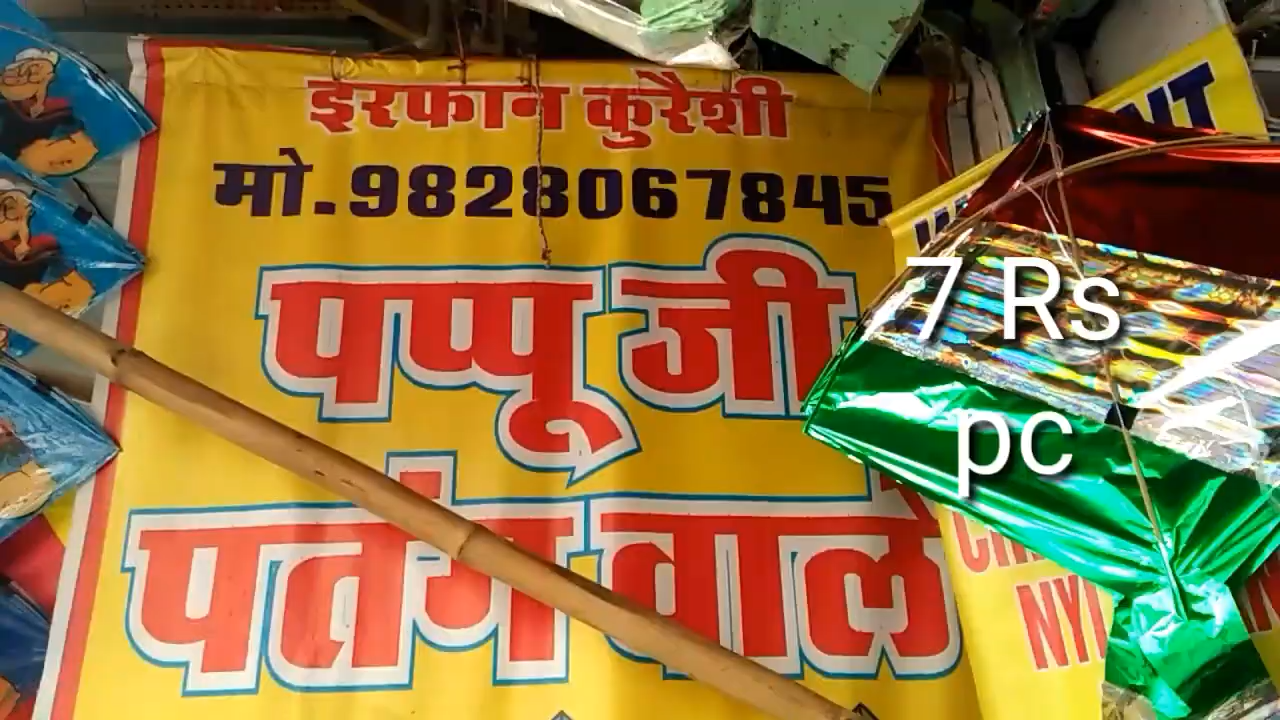 इरफान कुरैशी
मो.9828067845
पप्पू जी
पतंग वाले
7 Rs
pc